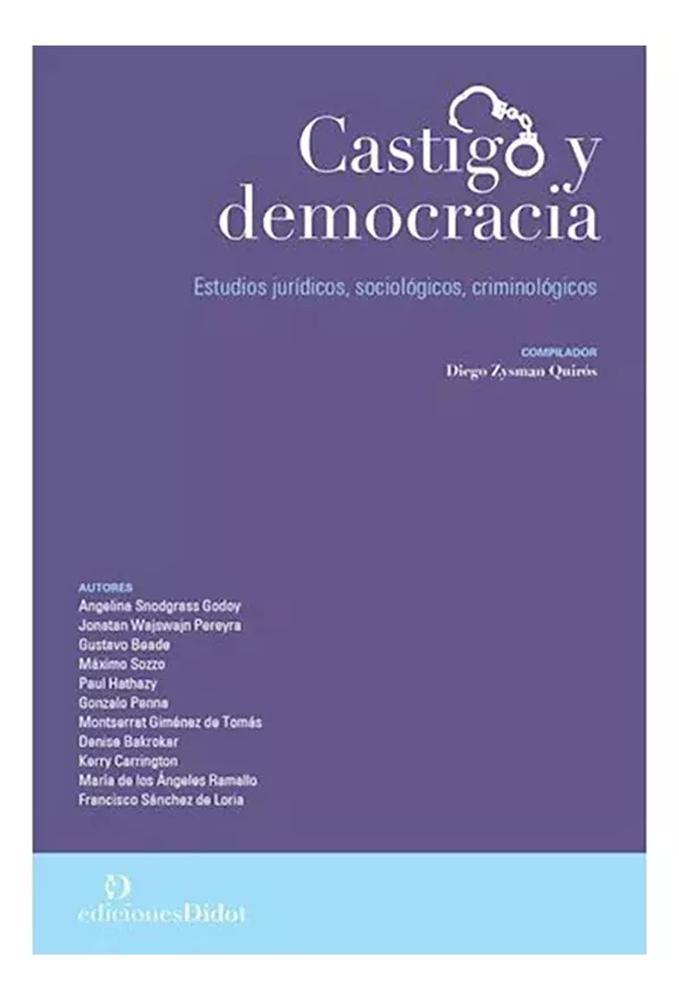 Castigo y
democracia
Estudios jurídicos, sociológicos, criminológicos
COMPILADOR
Diego Zysman Quirós
AUTORES
Angelina Snodgrass Godoy
Jonatan Wajswajn Pereyra
Gustavo Beade
Máximo Sozzo
Paul Hathazy
Gonzalo Penna
Montserrat Giménez de Tomás
Denise Bakrokar
Kerry Carrington
María de los Ángeles Ramallo
Francisco Sánchez de Loria
edicionesDidot